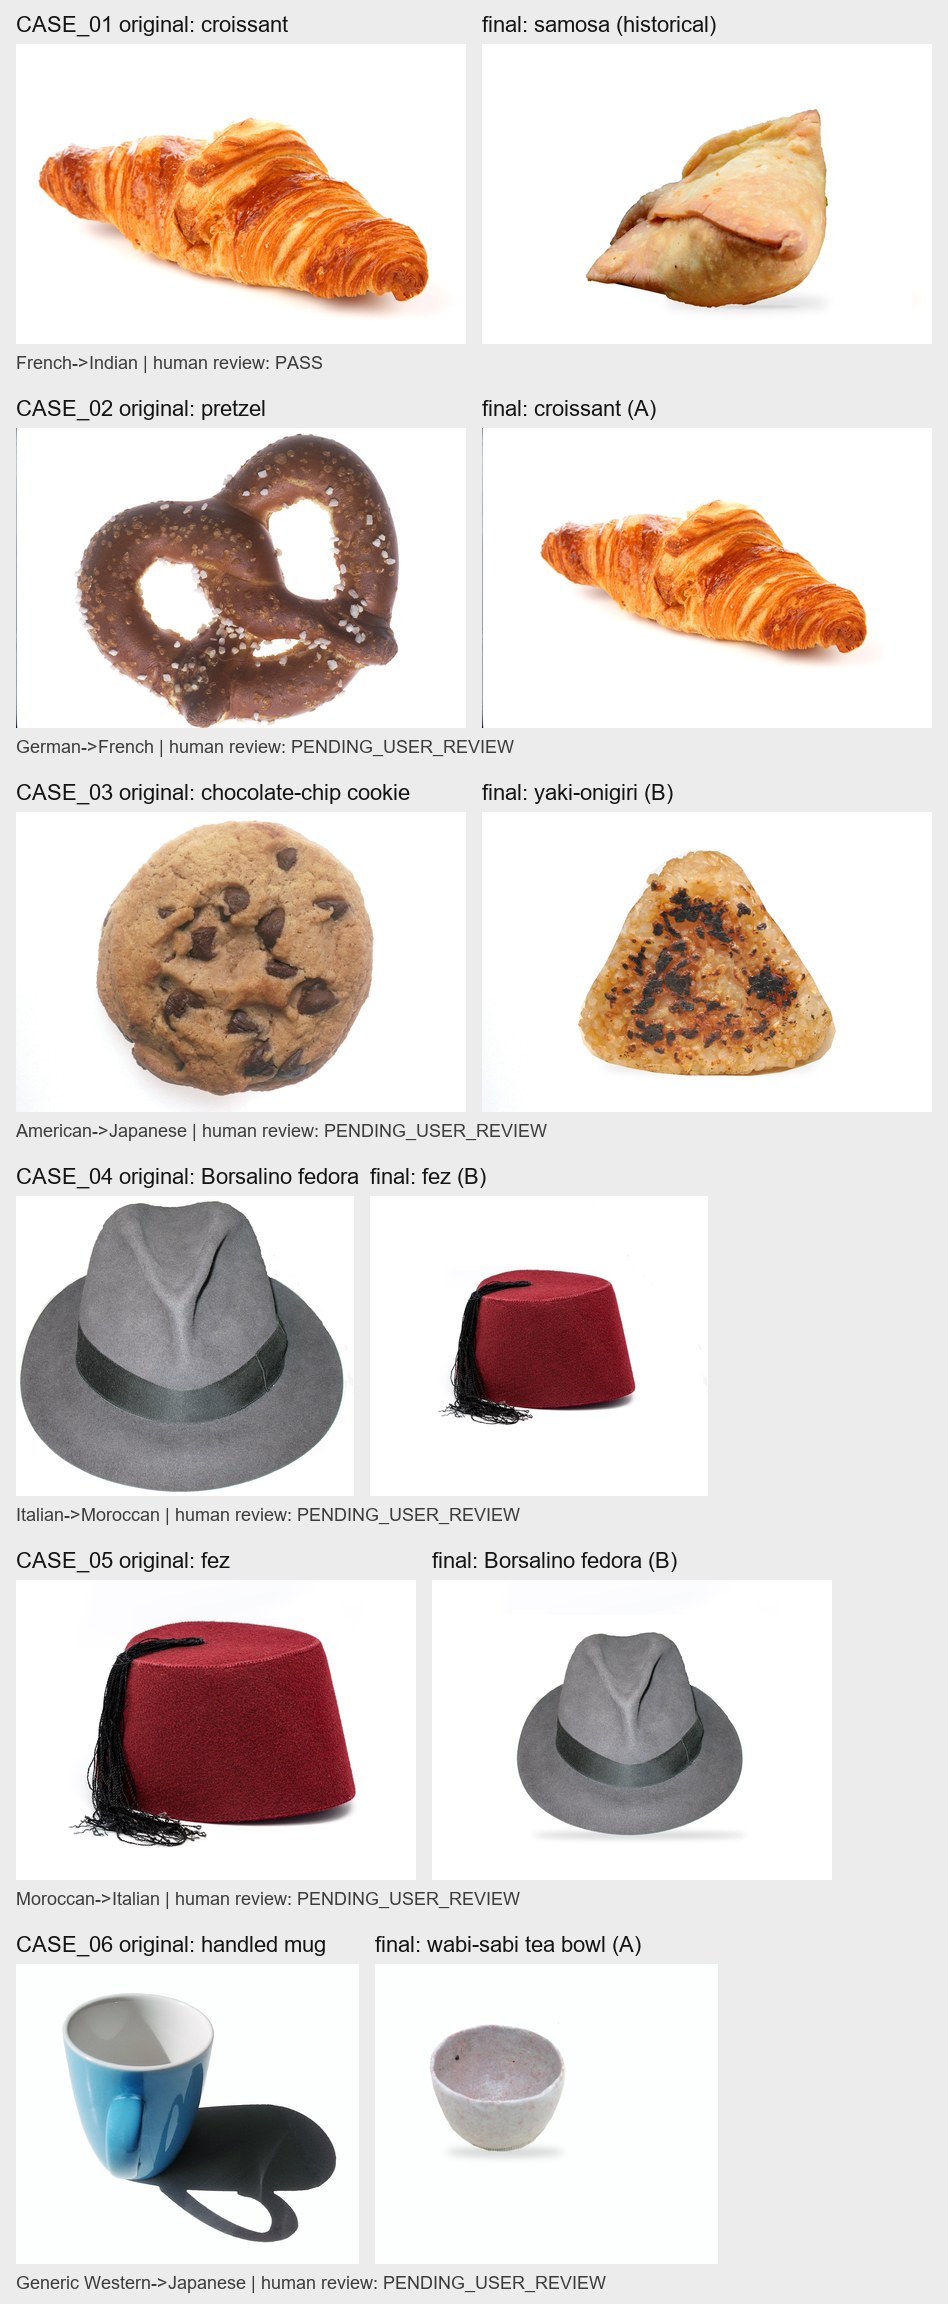 CASE_01 original: croissant
final: samosa (historical)
French->Indian | human review: PASS
CASE_02 original: pretzel
final: croissant (A)
German->French | human review: PENDING_USER_REVIEW
CASE_03 original: chocolate-chip cookie
final: yaki-onigiri (B)
American->Japanese | human review: PENDING_USER_REVIEW
CASE_04 original: Borsalino fedora
final: fez (B)
Italian->Moroccan | human review: PENDING_USER_REVIEW
CASE_05 original: fez
final: Borsalino fedora (B)
Moroccan->Italian | human review: PENDING_USER_REVIEW
CASE_06 original: handled mug
final: wabi-sabi tea bowl (A)
Generic Western->Japanese | human review: PENDING_USER_REVIEW